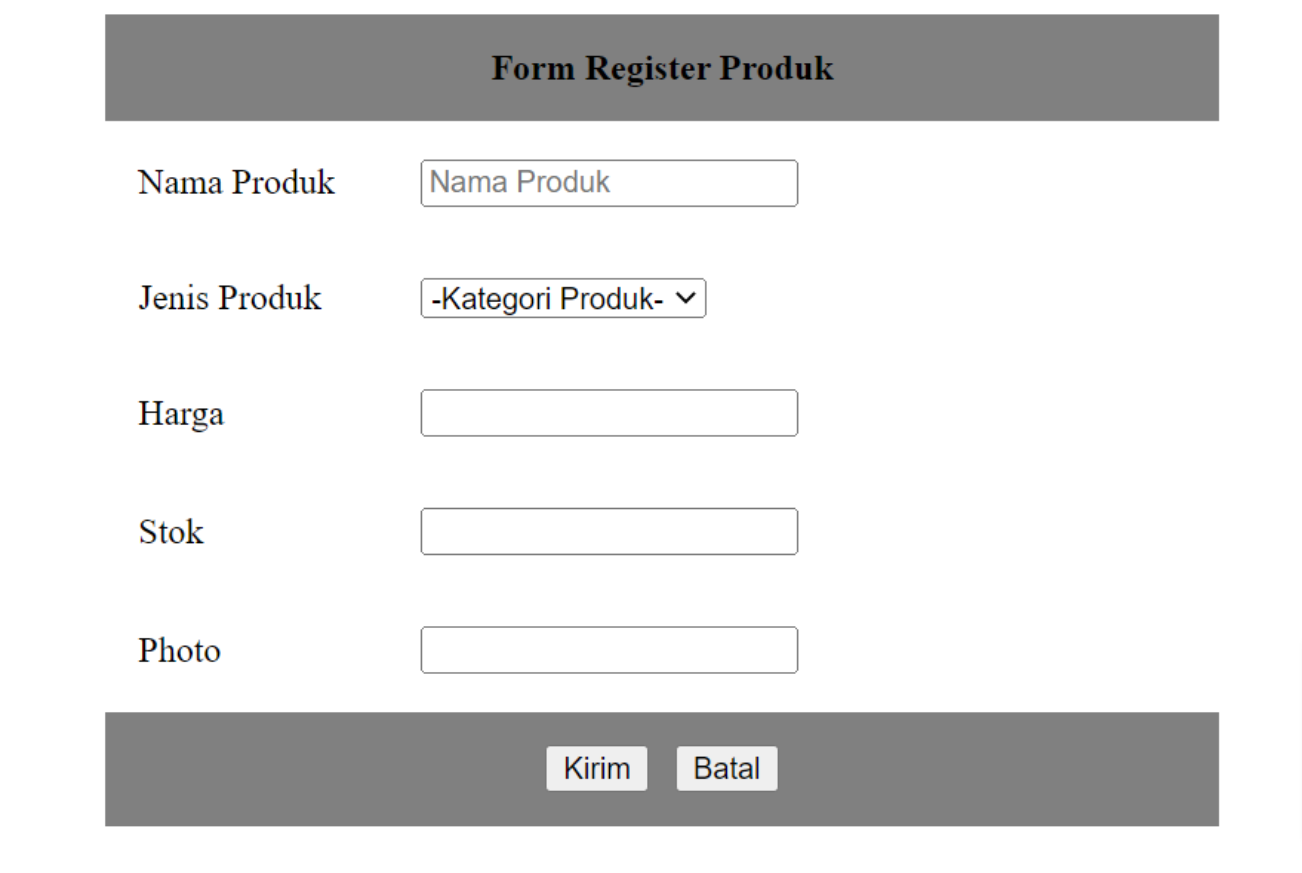 Form Register Produk
Nama Produk Nama Produk
Jenis Produk -Kategori Produk-
Harga
Stok
Photo
Kirim Batal